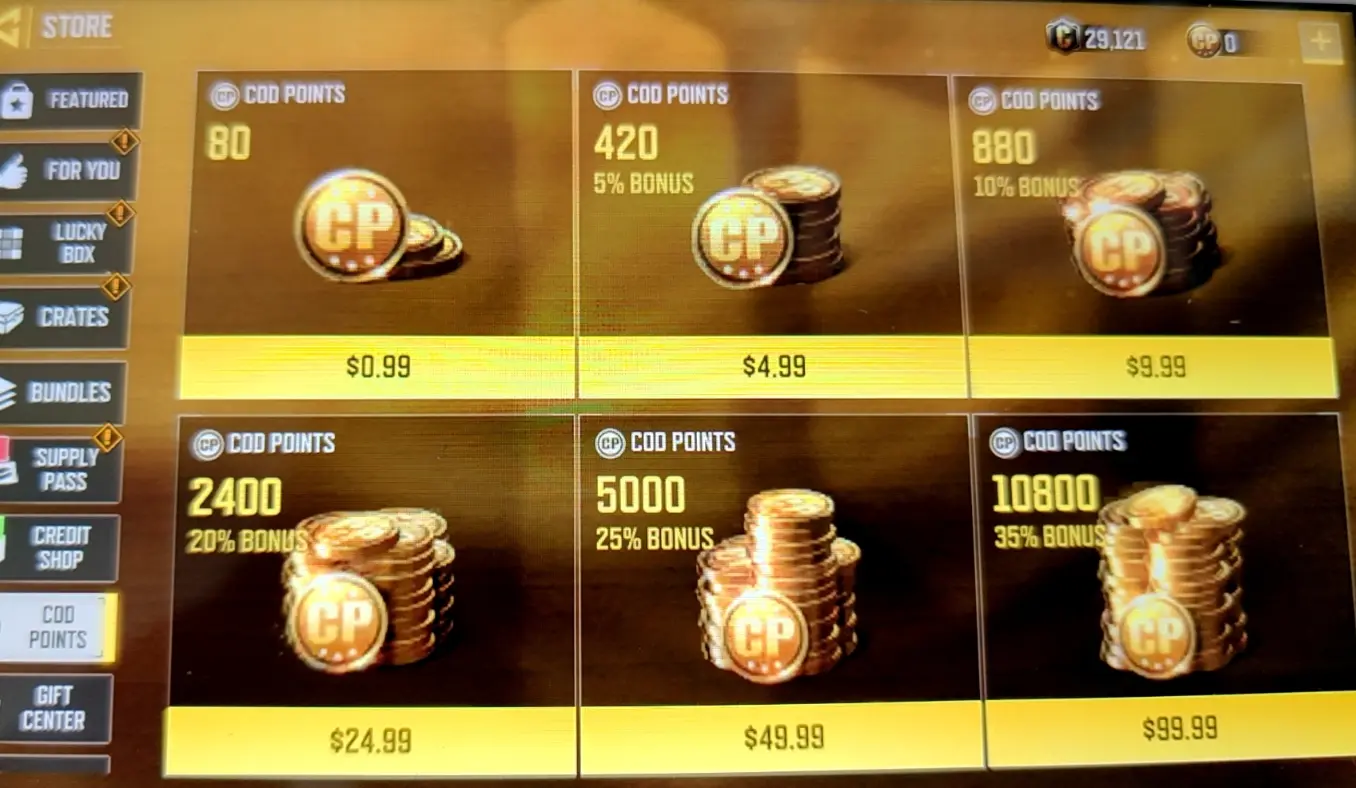 STORE
29,121
CP 0
+
FEATURED
FOR YOU
LUCKY
BOX
CRATES
BUNDLES
SUPPLY
PASS
CREDIT
SHOP
COD
POINTS
GIFT
CENTER
CP COD POINTS
80
CP
$0.99
CP COD POINTS
420
5% BONUS
CP
$4.99
CP COD POINTS
880
10% BONUS
CP
$9.99
CP COD POINTS
2400
20% BONUS
CP
$24.99
CP COD POINTS
5000
25% BONUS
CP
$49.99
CP COD POINTS
10800
35% BONUS
CP
$99.99